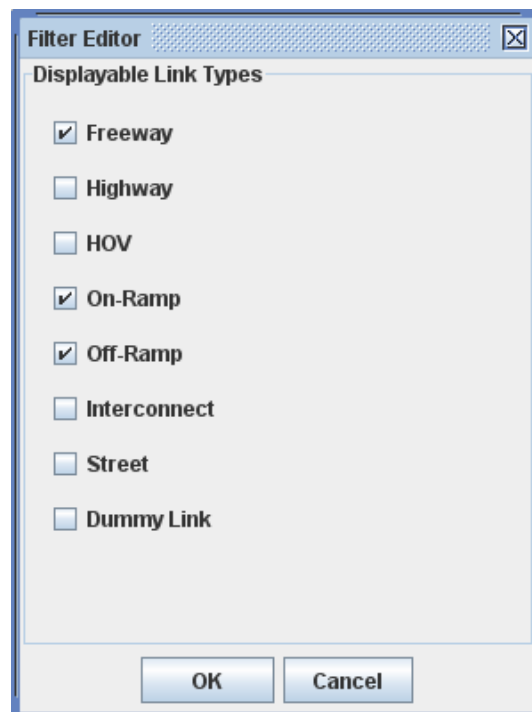 Filter Editor
Displayable Link Types
Freeway
Highway
HOV
On-Ramp
Off-Ramp
Interconnect
Street
Dummy Link
OK Cancel